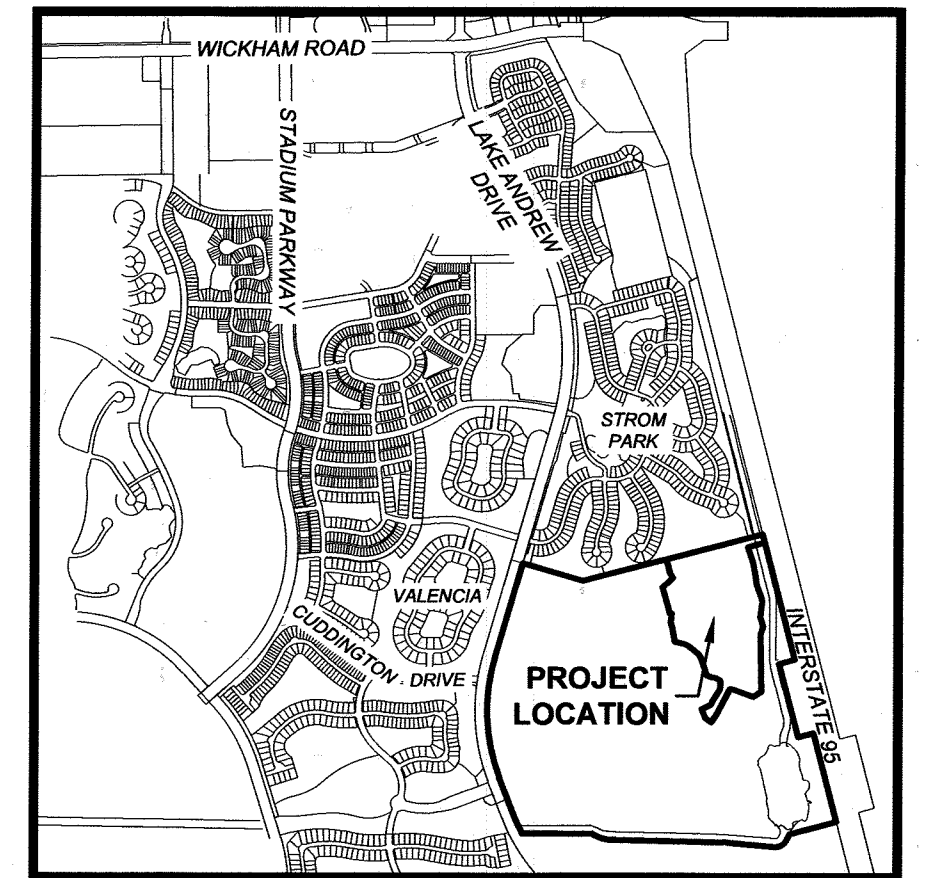 WICKHAM ROAD
STADIUM PARKWAY
LAKE ANDREW
DRIVE
STROM
PARK
VALENCIA
CUDDINGTON DRIVE
PROJECT
LOCATION
INTERSTATE 95